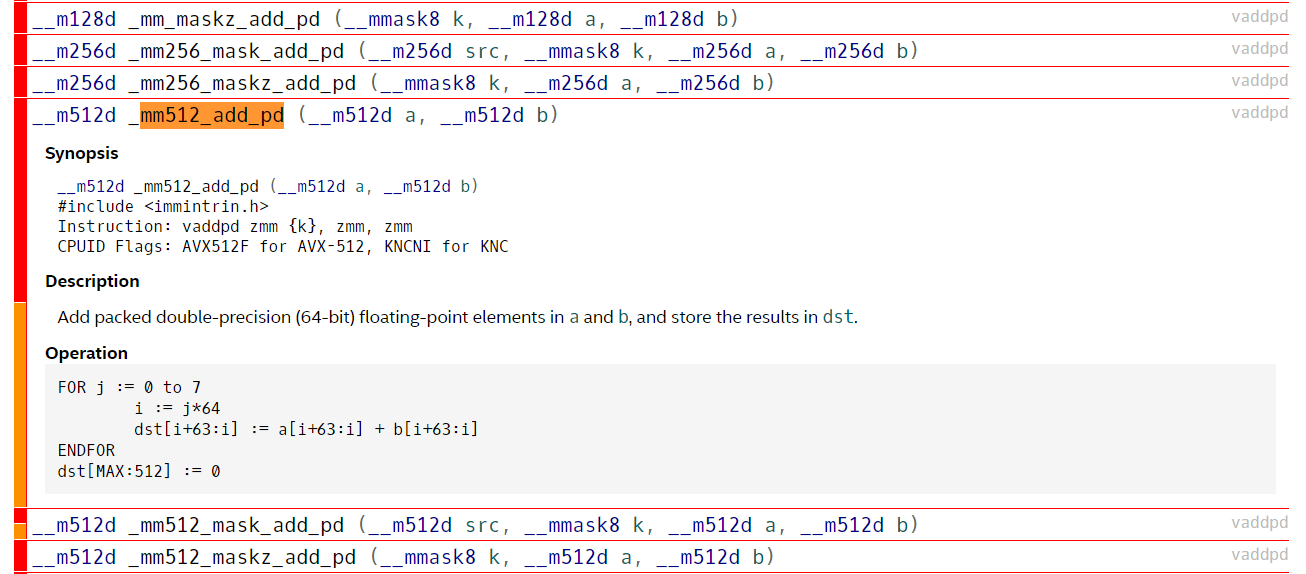 __m128d _mm_maskz_add_pd (__mmask8 k, __m128d a, __m128d b) vaddpd
__m256d _mm256_mask_add_pd (__m256d src, __mmask8 k, __m256d a, __m256d b) vaddpd
__m256d _mm256_maskz_add_pd (__mmask8 k, __m256d a, __m256d b) vaddpd
__m512d _mm512_add_pd (__m512d a, __m512d b) vaddpd
Synopsis
__m512d _mm512_add_pd (__m512d a, __m512d b)
#include <immintrin.h>
Instruction: vaddpd zmm {k}, zmm, zmm
CPUID Flags: AVX512F for AVX-512, KNCNI for KNC
Description
Add packed double-precision (64-bit) floating-point elements in a and b, and store the results in dst.
Operation
FOR j := 0 to 7
i := j*64
dst[i+63:i] := a[i+63:i] + b[i+63:i]
ENDFOR
dst[MAX:512] := 0
__m512d _mm512_mask_add_pd (__m512d src, __mmask8 k, __m512d a, __m512d b) vaddpd
__m512d _mm512_maskz_add_pd (__mmask8 k, __m512d a, __m512d b) vaddpd